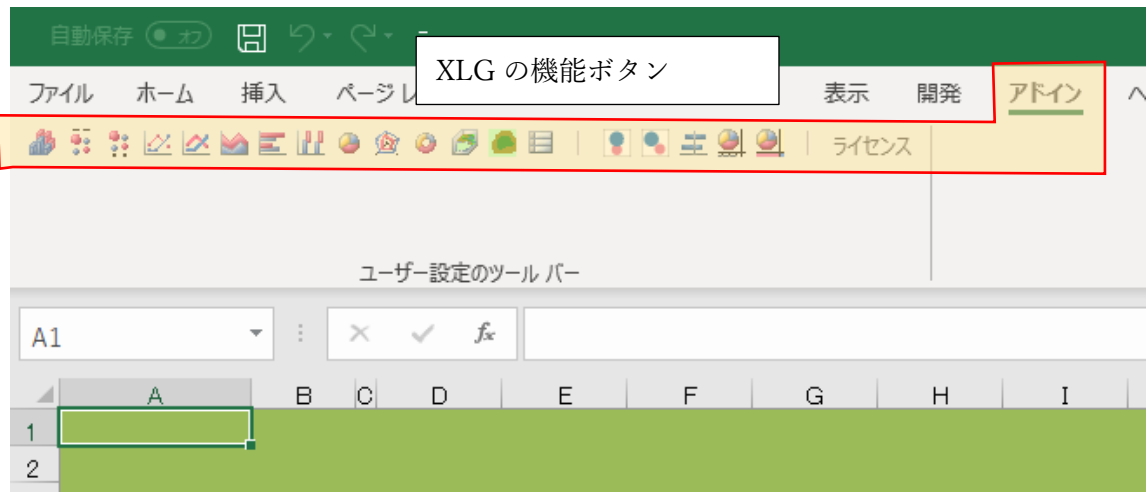 自動保存 オフ
XLG の機能ボタン
ファイル ホーム 挿入 ページ レ 表示 開発 アドイン ヘ
ライセンス
ユーザー設定のツール バー
A1 fx
A B C D E F G H I
1
2